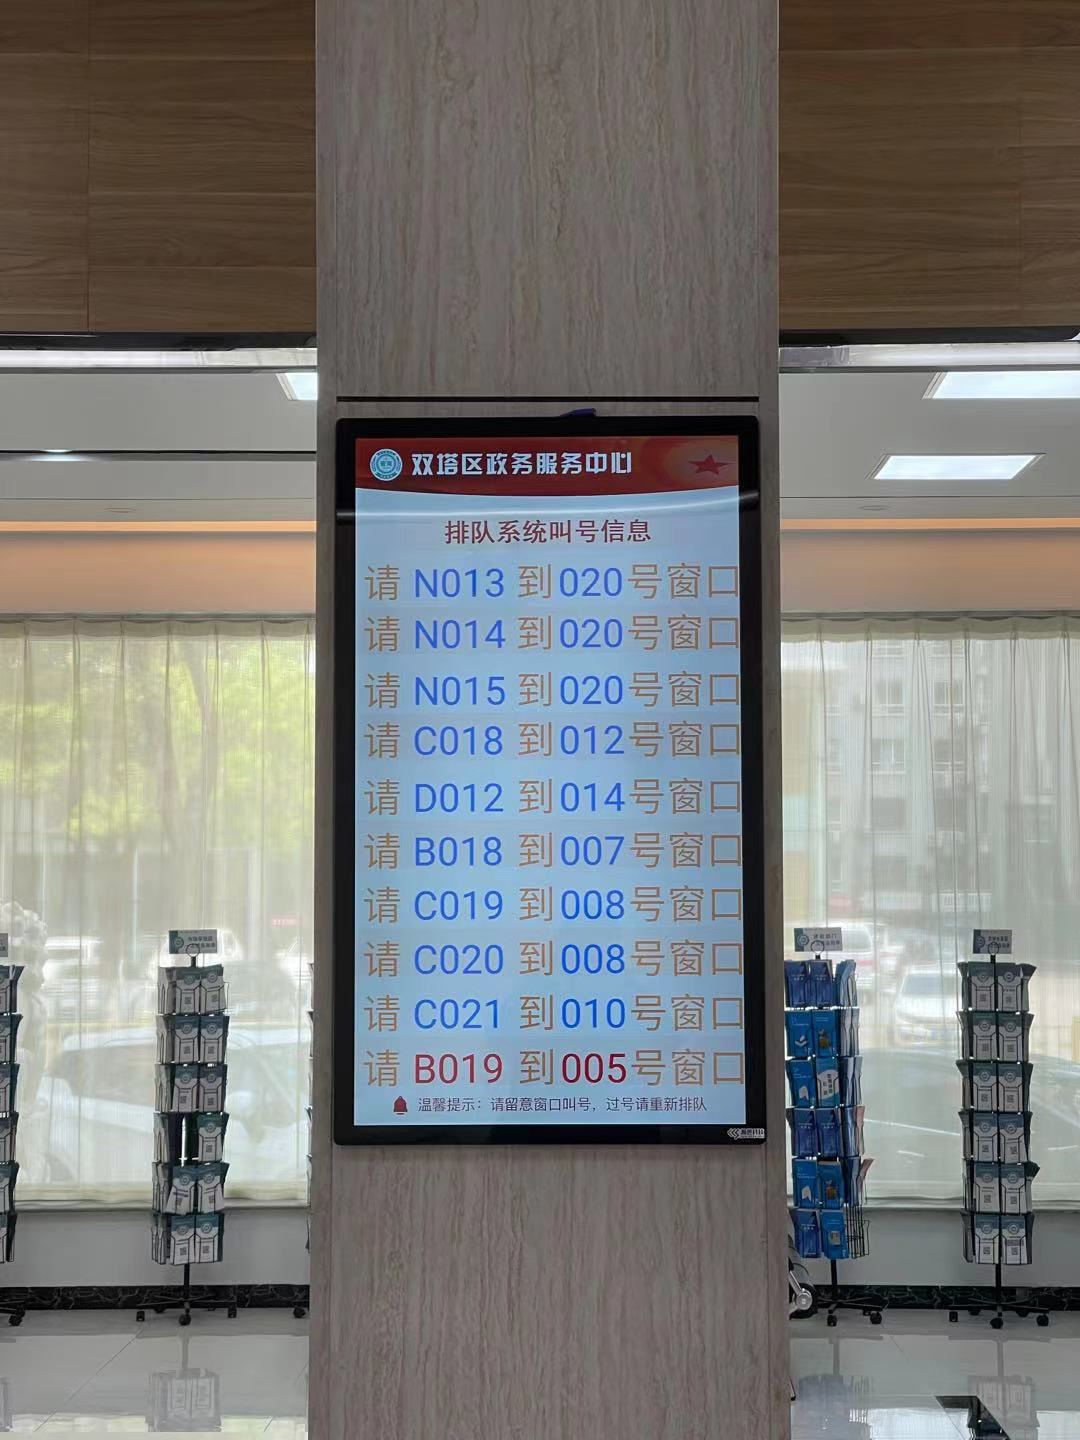 双塔区政务服务中心
排队系统叫号信息
请 N013 到 020 号窗口
请 N014 到 020 号窗口
请 N015 到 020 号窗口
请 C018 到 012 号窗口
请 D012 到 014 号窗口
请 B018 到 007 号窗口
请 C019 到 008 号窗口
请 C020 到 008 号窗口
请 C021 到 010 号窗口
请 B019 到 005 号窗口
温馨提示：请留意窗口叫号，过号请重新排队